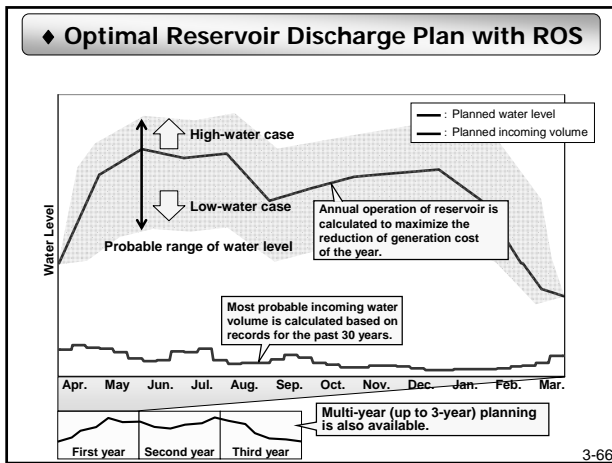 ♦ Optimal Reservoir Discharge Plan with ROS
: Planned water level
: Planned incoming volume
High-water case
Low-water case
Probable range of water level
Annual operation of reservoir is
calculated to maximize the
reduction of generation cost
of the year.
Water Level
Most probable incoming water
volume is calculated based on
records for the past 30 years.
Apr. May Jun. Jul. Aug. Sep. Oct. Nov. Dec. Jan. Feb. Mar.
Multi-year (up to 3-year) planning
is also available.
First year Second year Third year
3-66